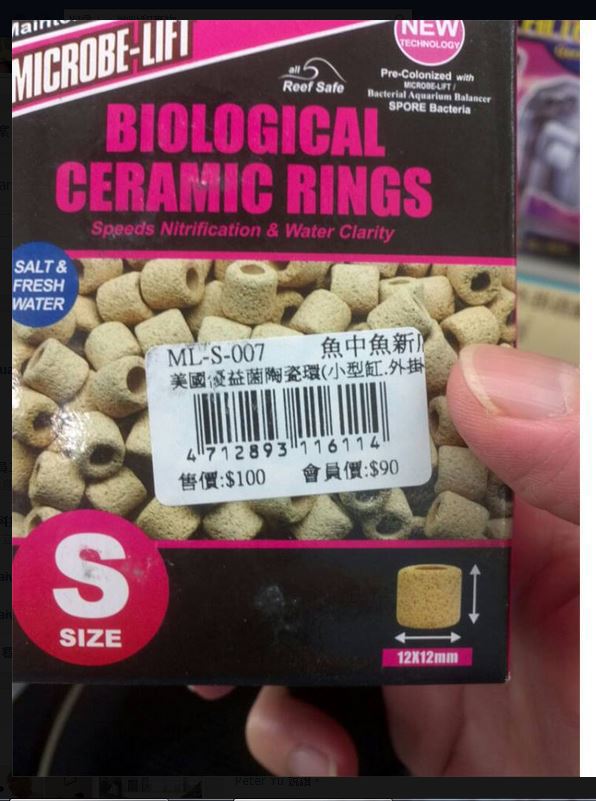 MICROBE-LIFT
NEW
TECHNOLOGY
all
Reef Safe
Pre-Colonized with
MICROBE-LIFT /
Bacterial Aquarium Balancer
SPORE Bacteria
BIOLOGICAL
CERAMIC RINGS
Speeds Nitrification & Water Clarity
SALT &
FRESH
WATER
ML-S-007 魚中魚新
美國優益菌陶瓷環(小型缸.外掛
4712893116114
售價:$100 會員價:$90
S
SIZE
12X12mm